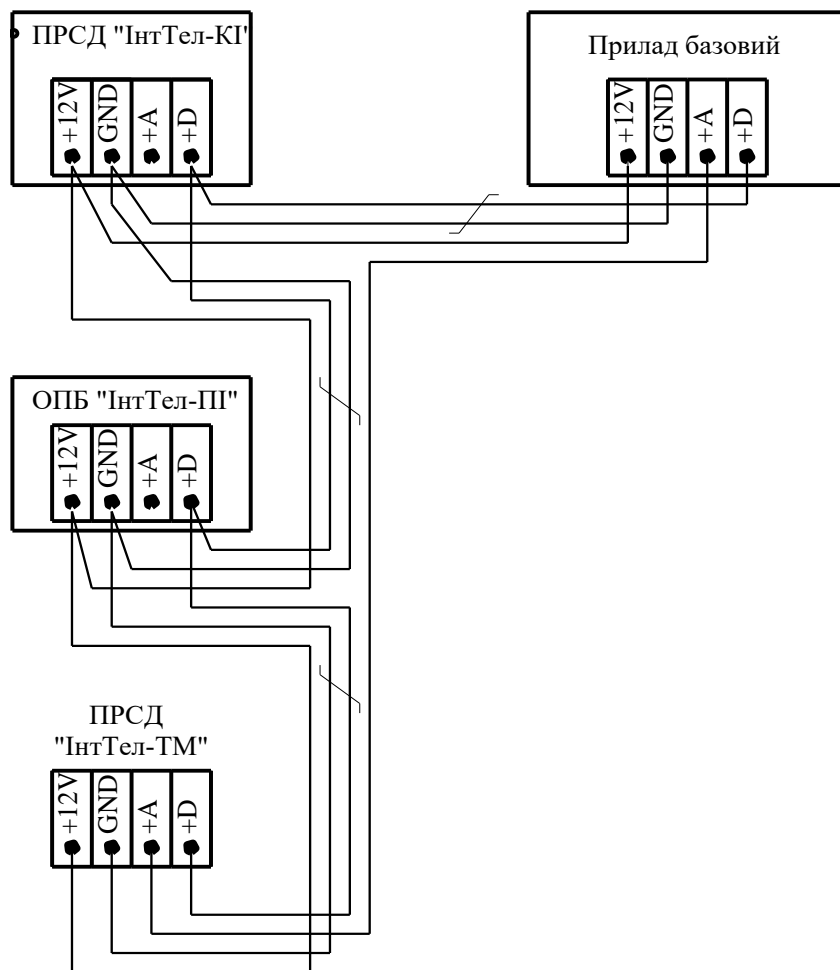 ПРСД "ІнтТел-КІ"
+12V
GND
+A
+D
Прилад базовий
+12V
GND
+A
+D
ОПБ "ІнтТел-ПІ"
+12V
GND
+A
+D
ПРСД
"ІнтТел-ТМ"
+12V
GND
+A
+D